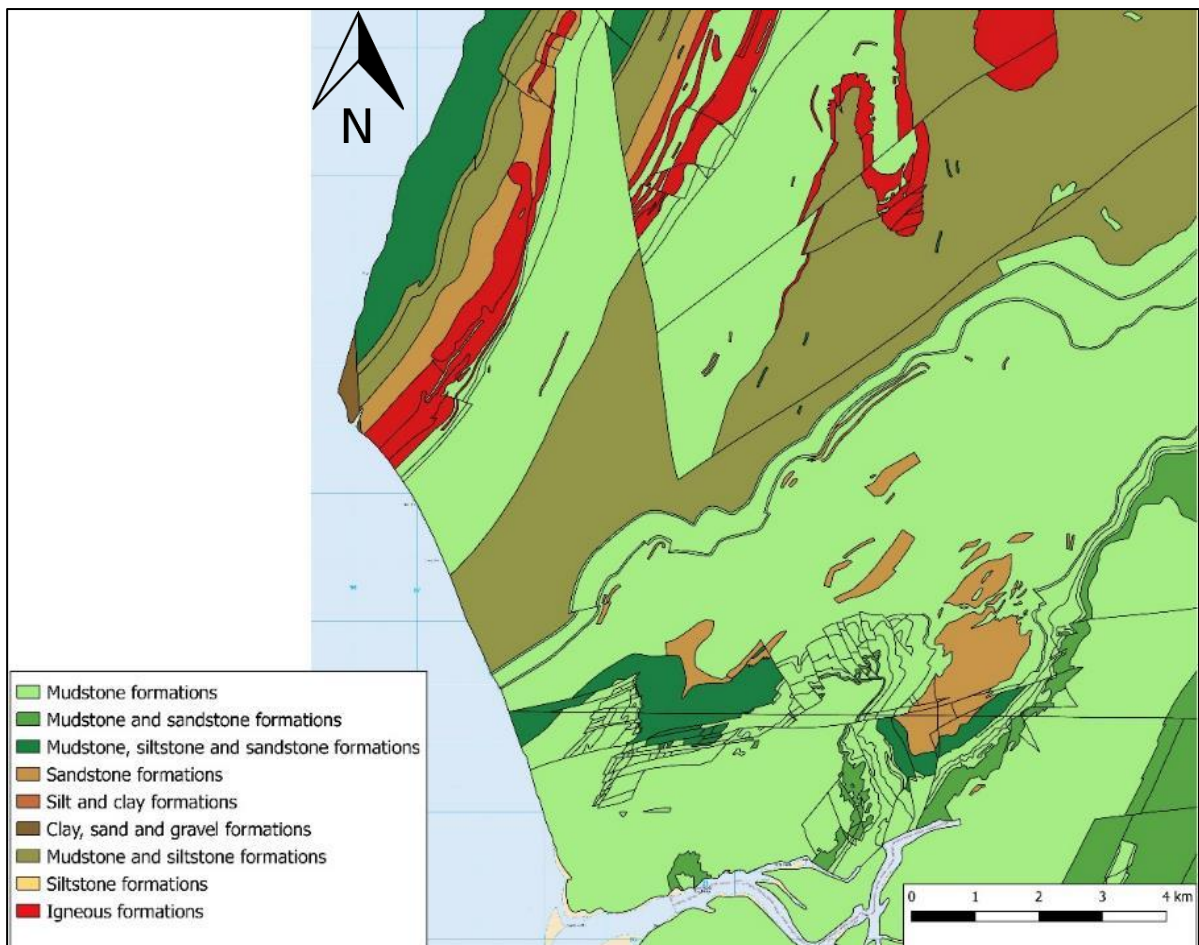 N
Mudstone formations
Mudstone and sandstone formations
Mudstone, siltstone and sandstone formations
Sandstone formations
Silt and clay formations
Clay, sand and gravel formations
Mudstone and siltstone formations
Siltstone formations
Igneous formations
0 1 2 3 4 km